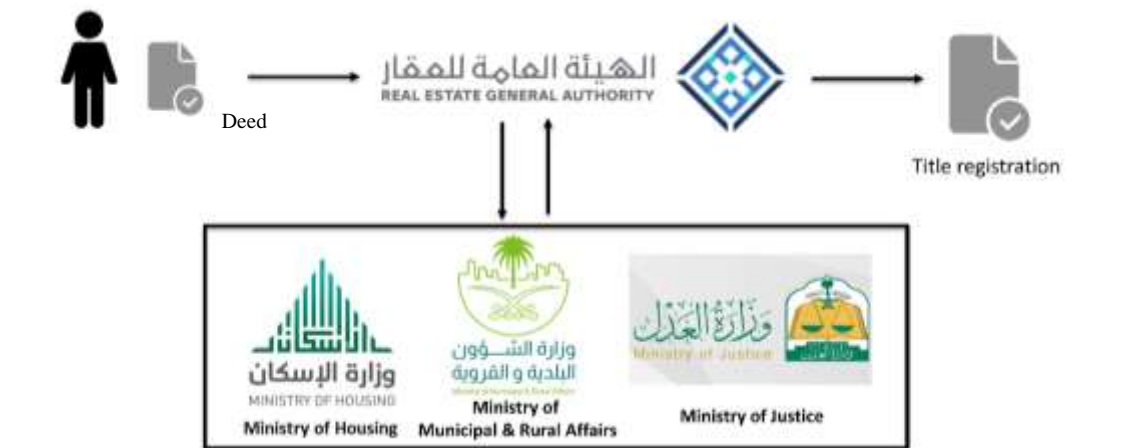 Deed
الهيئة العامة للعقار
REAL ESTATE GENERAL AUTHORITY
Title registration
وزارة الإسكان
MINISTRY OF HOUSING
Ministry of Housing
وزارة الشـــؤون
البلدية و القروية
Ministry of
Municipal & Rural Affairs
وزارة العدل
Ministry of Justice
Ministry of Justice